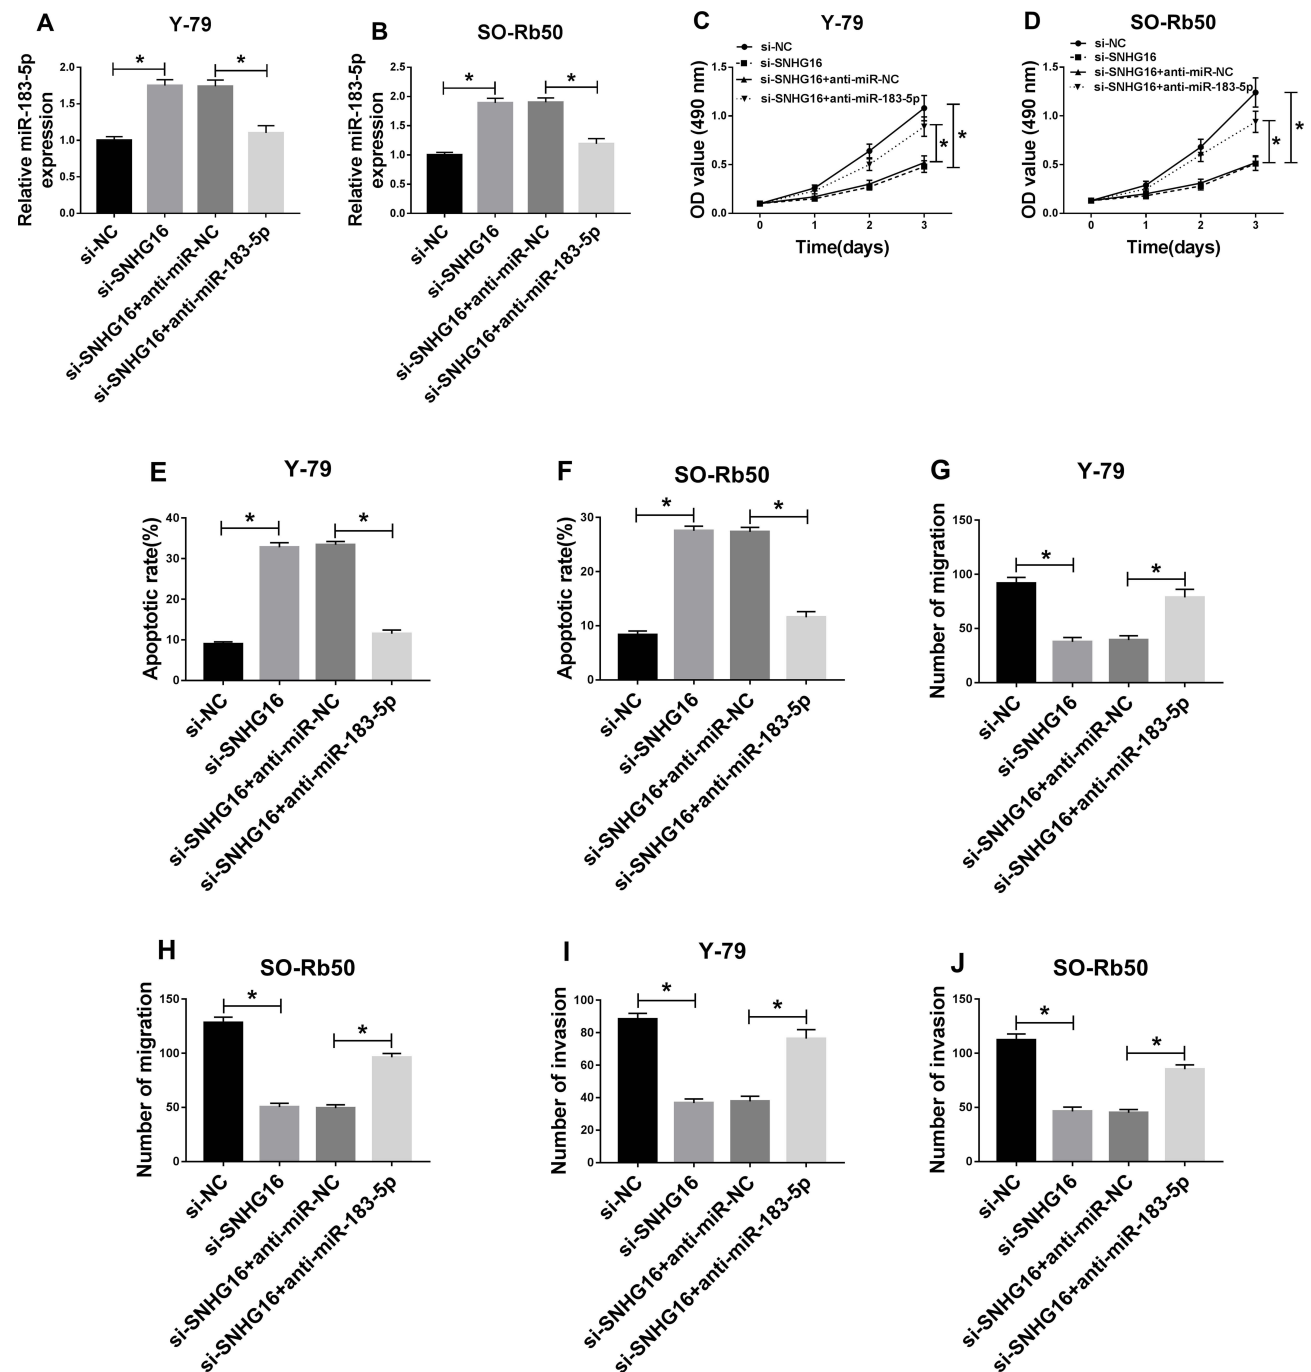 A
Y-79
Relative miR-183-5p
expression
2.0
1.5
1.0
0.5
0.0
*
*
si-NC
si-SNHG16
si-SNHG16+anti-miR-NC
si-SNHG16+anti-miR-183-5p
B
SO-Rb50
Relative miR-183-5p
expression
2.5
2.0
1.5
1.0
0.5
0.0
*
*
si-NC
si-SNHG16
si-SNHG16+anti-miR-NC
si-SNHG16+anti-miR-183-5p
C
Y-79
si-NC
si-SNHG16
si-SNHG16+anti-miR-NC
si-SNHG16+anti-miR-183-5p
OD value (490 nm)
1.5
1.0
0.5
0.0
*
*
0 1 2 3
Time(days)
D
SO-Rb50
si-NC
si-SNHG16
si-SNHG16+anti-miR-NC
si-SNHG16+anti-miR-183-5p
OD value (490 nm)
1.5
1.0
0.5
0.0
*
*
0 1 2 3
Time(days)
E
Y-79
Apoptotic rate(%)
40
30
20
10
0
*
*
si-NC
si-SNHG16
si-SNHG16+anti-miR-NC
si-SNHG16+anti-miR-183-5p
F
SO-Rb50
Apoptotic rate(%)
30
20
10
0
*
*
si-NC
si-SNHG16
si-SNHG16+anti-miR-NC
si-SNHG16+anti-miR-183-5p
G
Y-79
Number of migration
150
100
50
0
*
*
si-NC
si-SNHG16
si-SNHG16+anti-miR-NC
si-SNHG16+anti-miR-183-5p
H
SO-Rb50
Number of migration
150
100
50
0
*
*
si-NC
si-SNHG16
si-SNHG16+anti-miR-NC
si-SNHG16+anti-miR-183-5p
I
Y-79
Number of invasion
100
80
60
40
20
0
*
*
si-NC
si-SNHG16
si-SNHG16+anti-miR-NC
si-SNHG16+anti-miR-183-5p
J
SO-Rb50
Number of invasion
150
100
50
0
*
*
si-NC
si-SNHG16
si-SNHG16+anti-miR-NC
si-SNHG16+anti-miR-183-5p